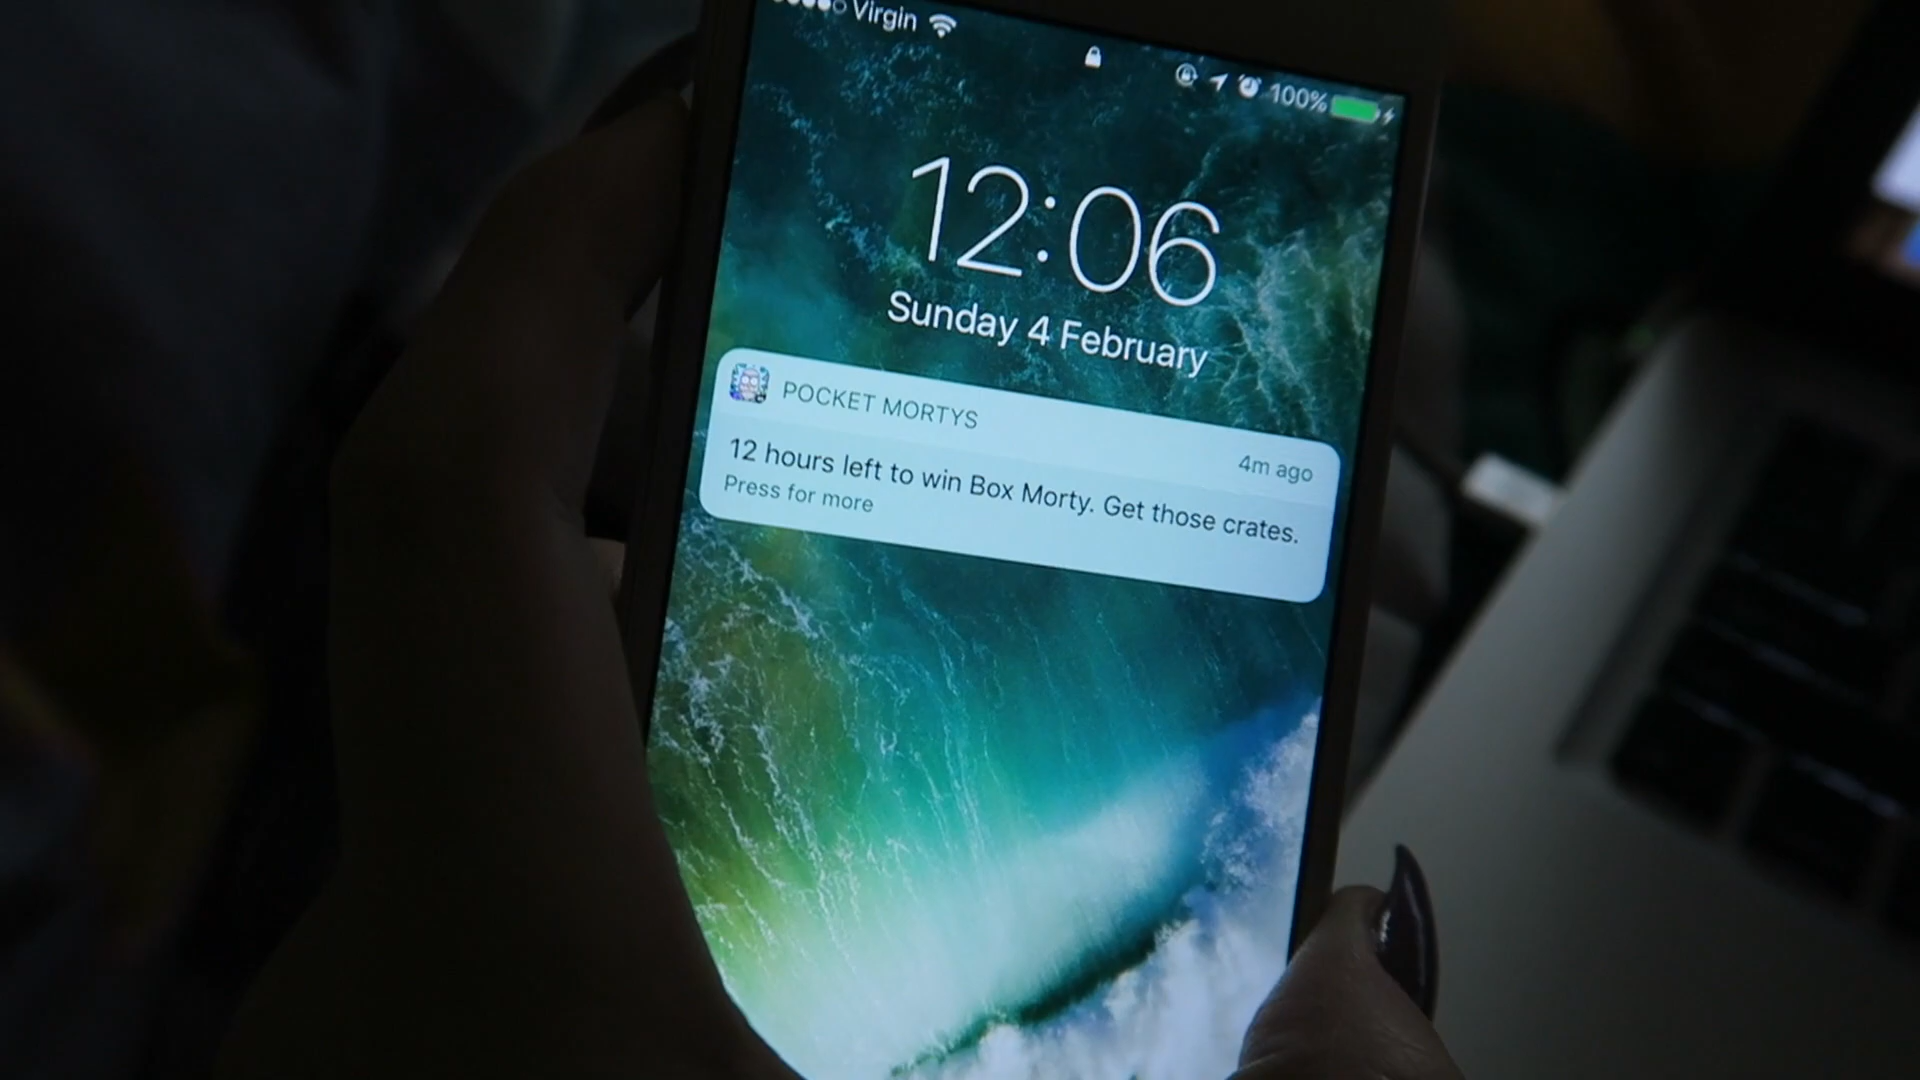 Virgin
100%
12:06
Sunday 4 February
POCKET MORTYS
4m ago
12 hours left to win Box Morty. Get those crates.
Press for more